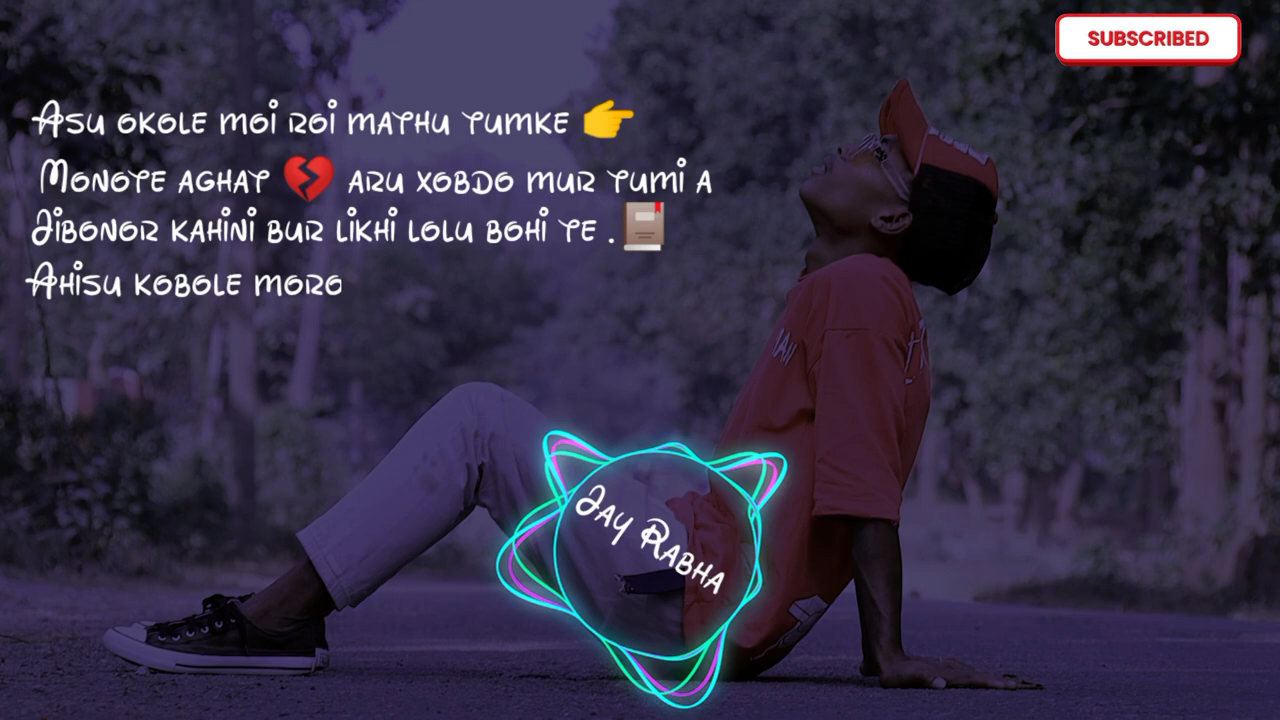 SUBSCRIBED
Asu okole moi roi mathu tumke 👉
Monote aghat 💔 aru xobdo mur tumi a
Jibonor kahini bur likhi lolu bohi te .📔
Ahisu kobole moro
Jay Rabha